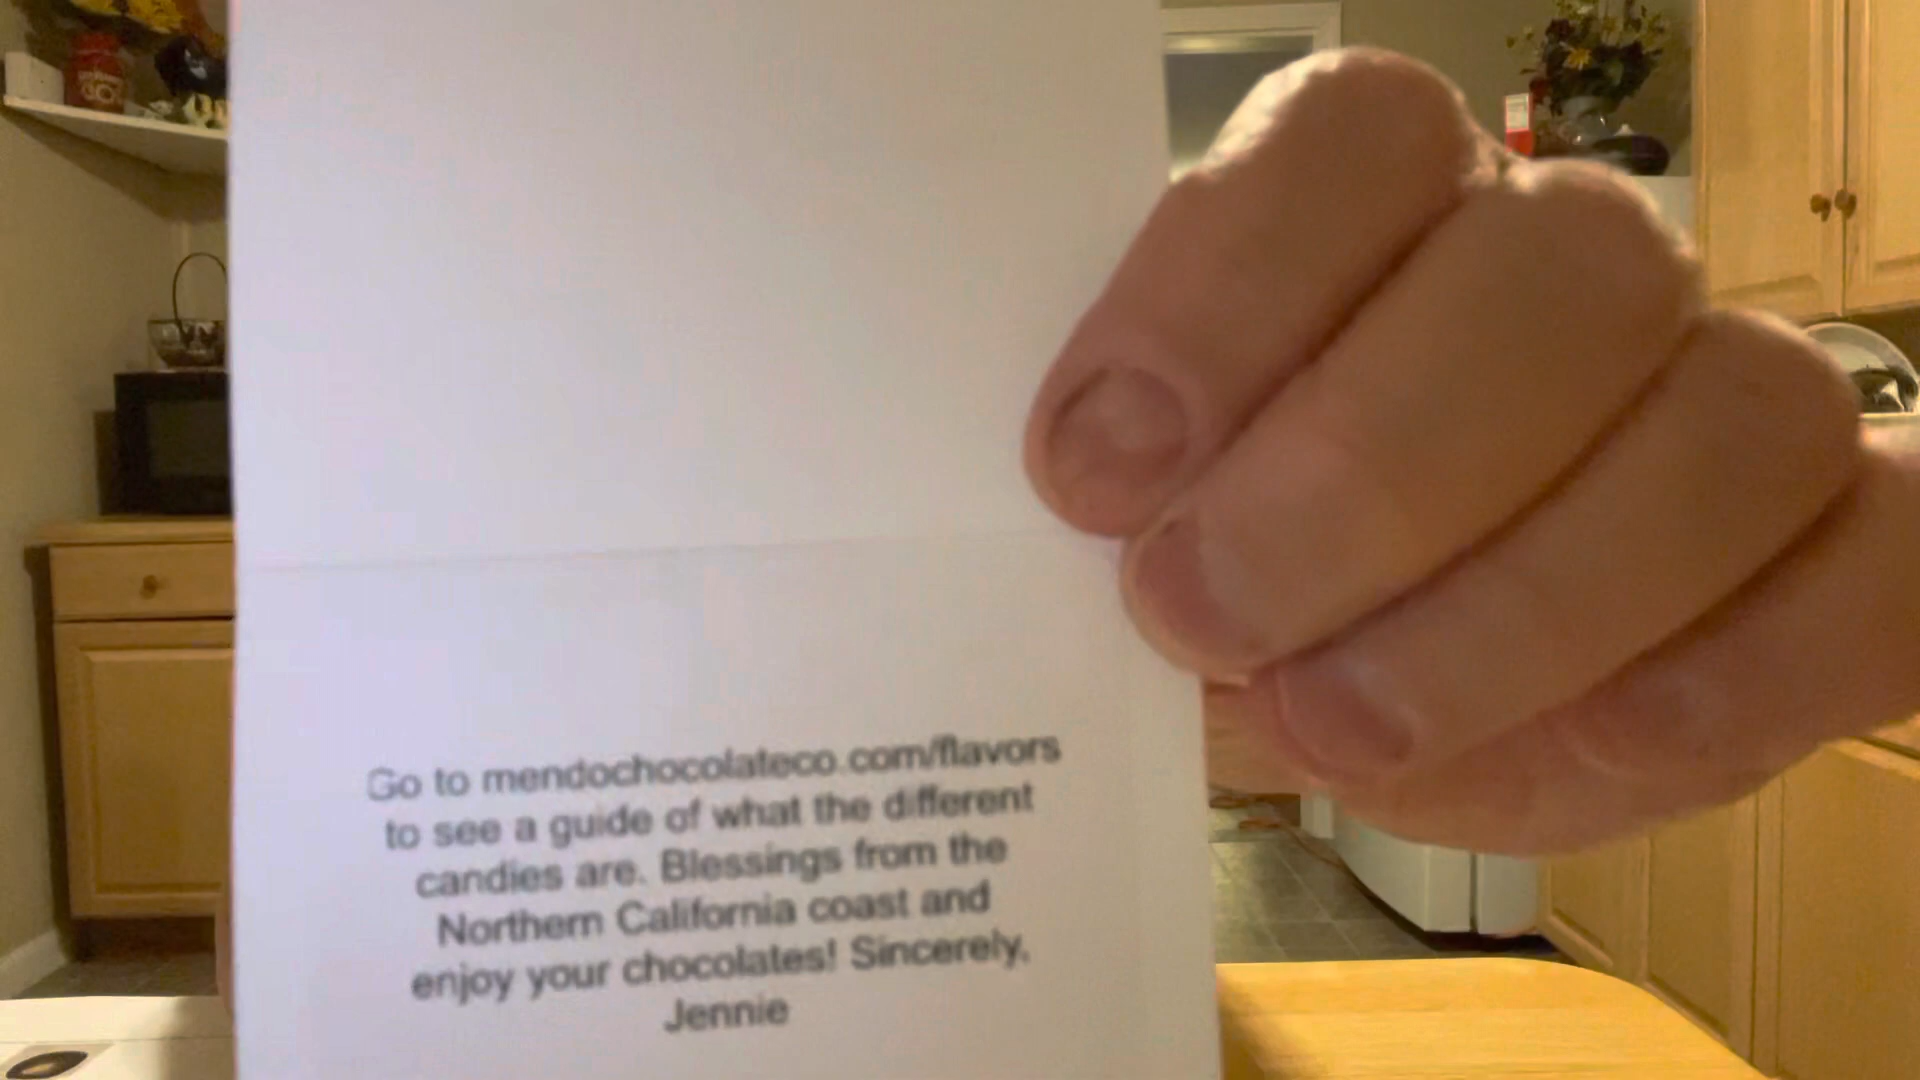 Go to mendochocolateco.com/flavors
to see a guide of what the different
candies are. Blessings from the
Northern California coast and
enjoy your chocolates! Sincerely,
Jennie